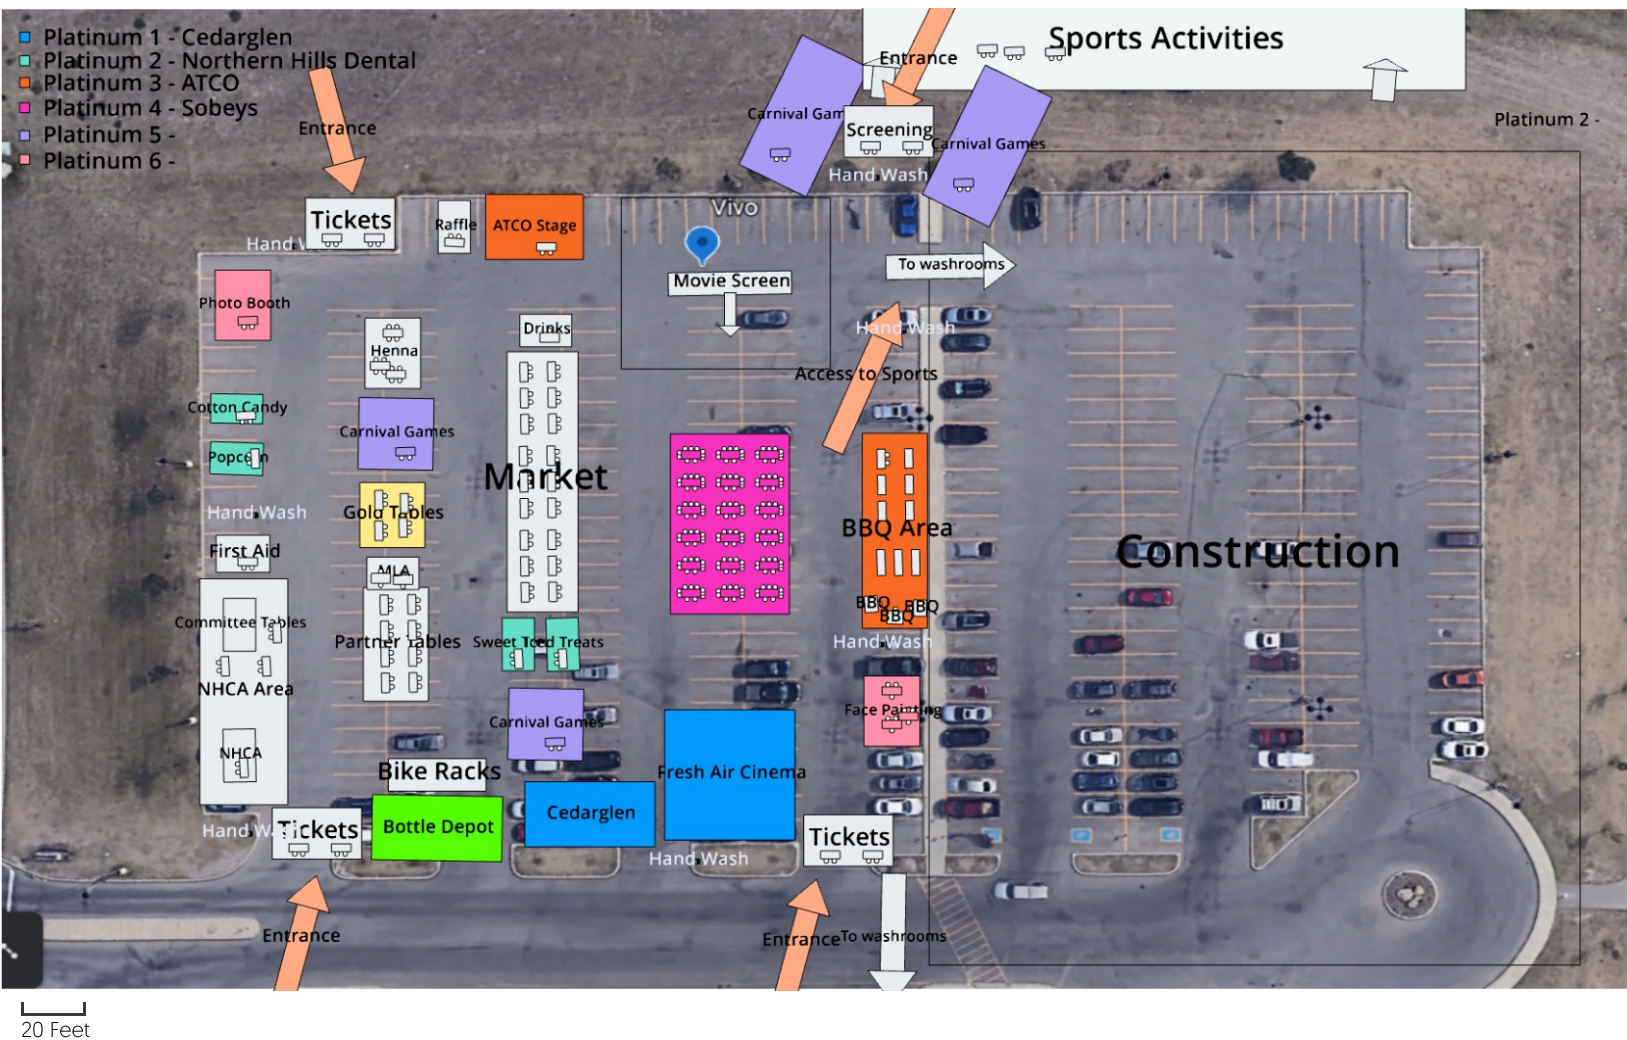 Platinum 1 - Cedarglen
Platinum 2 - Northern Hills Dental
Platinum 3 - ATCO
Platinum 4 - Sobeys
Platinum 5 -
Platinum 6 -
Sports Activities
Entrance
Carnival Games
Screening
Carnival Games
Hand Wash
Platinum 2 -
Entrance
Tickets
Hand W
Raffle
ATCO Stage
Vivo
Movie Screen
To washrooms
Photo Booth
Henna
Drinks
Hand Wash
Access to Sports
Cotton Candy
Popcorn
Carnival Games
Market
Hand Wash
Gold Tables
BBQ Area
Construction
First Aid
MLA
BBQ
BBQ
BBQ
Committee Tables
Partner Tables
Sweet
Iced Treats
Hand Wash
NHCA Area
Carnival Games
Face Painting
NHCA
Bike Racks
Fresh Air Cinema
Hand Wa
Tickets
Bottle Depot
Cedarglen
Tickets
Hand Wash
Entrance
Entrance
To washrooms
20 Feet